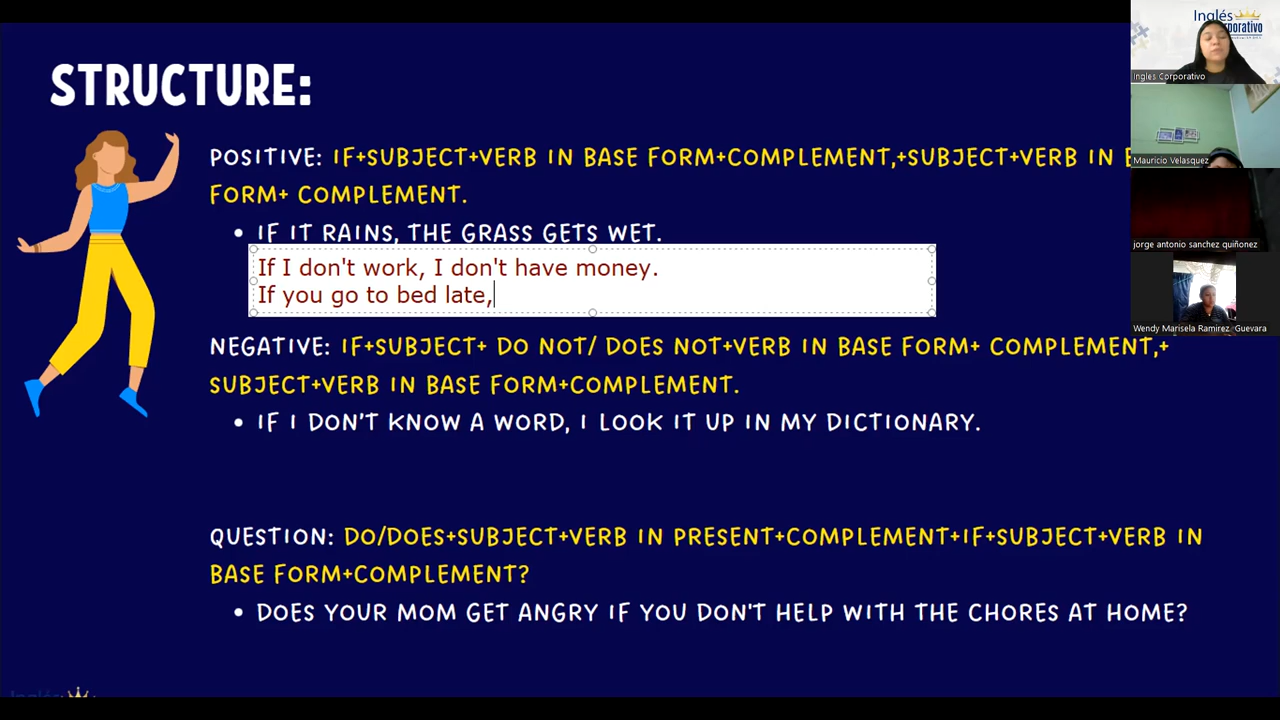 STRUCTURE:
POSITIVE: IF+SUBJECT+VERB IN BASE FORM+COMPLEMENT,+SUBJECT+VERB IN
FORM+ COMPLEMENT.
• IF IT RAINS, THE GRASS GETS WET.
If I don't work, I don't have money.
If you go to bed late,
NEGATIVE: IF+SUBJECT+ DO NOT/ DOES NOT+VERB IN BASE FORM+ COMPLEMENT,+
SUBJECT+VERB IN BASE FORM+COMPLEMENT.
• IF I DON'T KNOW A WORD, I LOOK IT UP IN MY DICTIONARY.
QUESTION: DO/DOES+SUBJECT+VERB IN PRESENT+COMPLEMENT+IF+SUBJECT+VERB IN
BASE FORM+COMPLEMENT?
• DOES YOUR MOM GET ANGRY IF YOU DON'T HELP WITH THE CHORES AT HOME?
Inglés
Inglés
Ingles Corporativo
Mauricio Velasquez
jorge antonio sanchez quiñonez
Wendy Marisela Ramirez Guevara